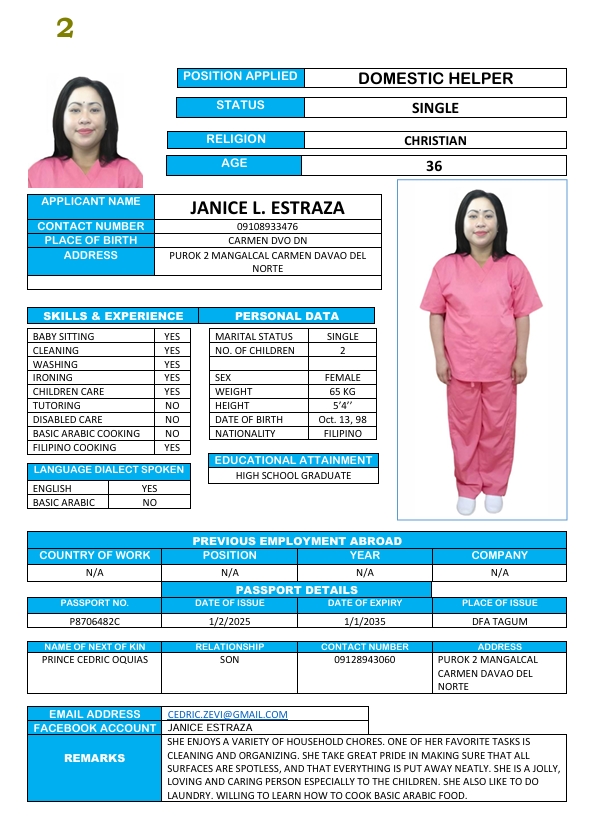 2
POSITION APPLIED DOMESTIC HELPER
STATUS SINGLE
RELIGION CHRISTIAN
AGE 36
APPLICANT NAME JANICE L. ESTRAZA
CONTACT NUMBER 09108933476
PLACE OF BIRTH CARMEN DVO DN
ADDRESS PUROK 2 MANGALCAL CARMEN DAVAO DEL
NORTE
SKILLS & EXPERIENCE PERSONAL DATA
BABY SITTING YES MARITAL STATUS SINGLE
CLEANING YES NO. OF CHILDREN 2
WASHING YES
IRONING YES SEX FEMALE
CHILDREN CARE YES WEIGHT 65 KG
TUTORING NO HEIGHT 5’4’’
DISABLED CARE NO DATE OF BIRTH Oct. 13, 98
BASIC ARABIC COOKING NO NATIONALITY FILIPINO
FILIPINO COOKING YES
LANGUAGE DIALECT SPOKEN EDUCATIONAL ATTAINMENT
HIGH SCHOOL GRADUATE
ENGLISH YES
BASIC ARABIC NO
PREVIOUS EMPLOYMENT ABROAD
COUNTRY OF WORK POSITION YEAR COMPANY
N/A N/A N/A N/A
PASSPORT DETAILS
PASSPORT NO. DATE OF ISSUE DATE OF EXPIRY PLACE OF ISSUE
P8706482C 1/2/2025 1/1/2035 DFA TAGUM
NAME OF NEXT OF KIN RELATIONSHIP CONTACT NUMBER ADDRESS
PRINCE CEDRIC OQUIAS SON 09128943060 PUROK 2 MANGALCAL
CARMEN DAVAO DEL
NORTE
EMAIL ADDRESS CEDRIC.ZEVI@GMAIL.COM
FACEBOOK ACCOUNT JANICE ESTRAZA
REMARKS SHE ENJOYS A VARIETY OF HOUSEHOLD CHORES. ONE OF HER FAVORITE TASKS IS
CLEANING AND ORGANIZING. SHE TAKE GREAT PRIDE IN MAKING SURE THAT ALL
SURFACES ARE SPOTLESS, AND THAT EVERYTHING IS PUT AWAY NEATLY. SHE IS A JOLLY,
LOVING AND CARING PERSON ESPECIALLY TO THE CHILDREN. SHE ALSO LIKE TO DO
LAUNDRY. WILLING TO LEARN HOW TO COOK BASIC ARABIC FOOD.